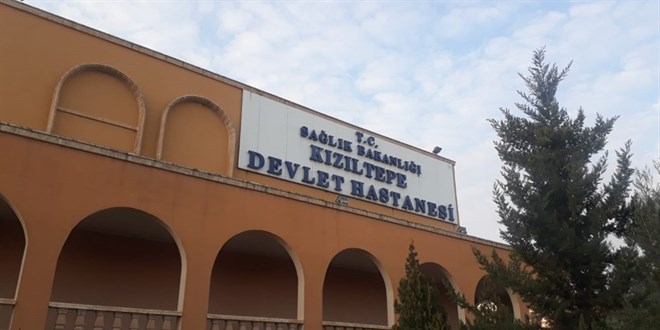 T.C.
SAĞLIK BAKANLIĞI
KIZILTEPE
DEVLET HASTANESİ